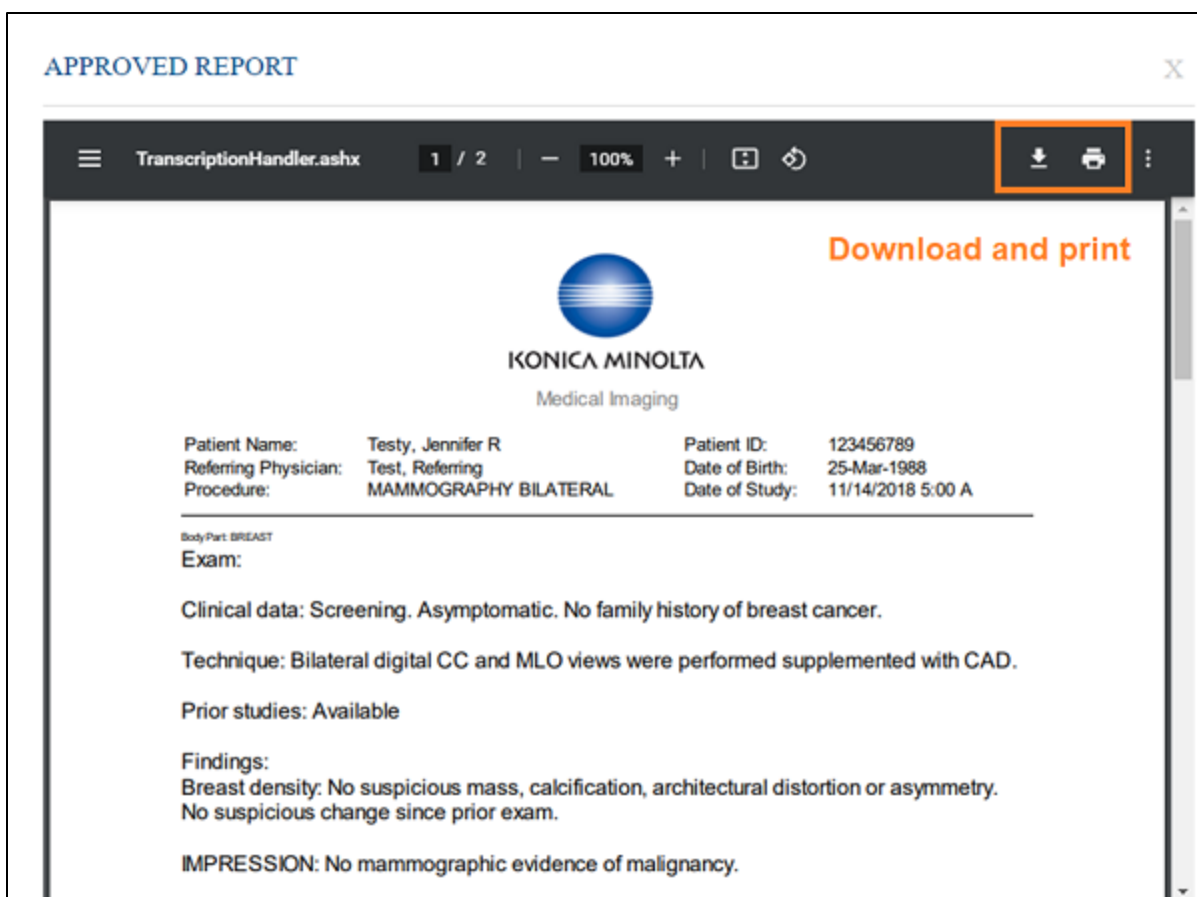 APPROVED REPORT X
TranscriptionHandler.ashx 1 / 2 | − 100% + |
Download and print
KONICA MINOLTA
Medical Imaging
Patient Name: Testy, Jennifer R Patient ID: 123456789
Referring Physician: Test, Referring Date of Birth: 25-Mar-1988
Procedure: MAMMOGRAPHY BILATERAL Date of Study: 11/14/2018 5:00 A
Body Part: BREAST
Exam:
Clinical data: Screening. Asymptomatic. No family history of breast cancer.
Technique: Bilateral digital CC and MLO views were performed supplemented with CAD.
Prior studies: Available
Findings:
Breast density: No suspicious mass, calcification, architectural distortion or asymmetry.
No suspicious change since prior exam.
IMPRESSION: No mammographic evidence of malignancy.